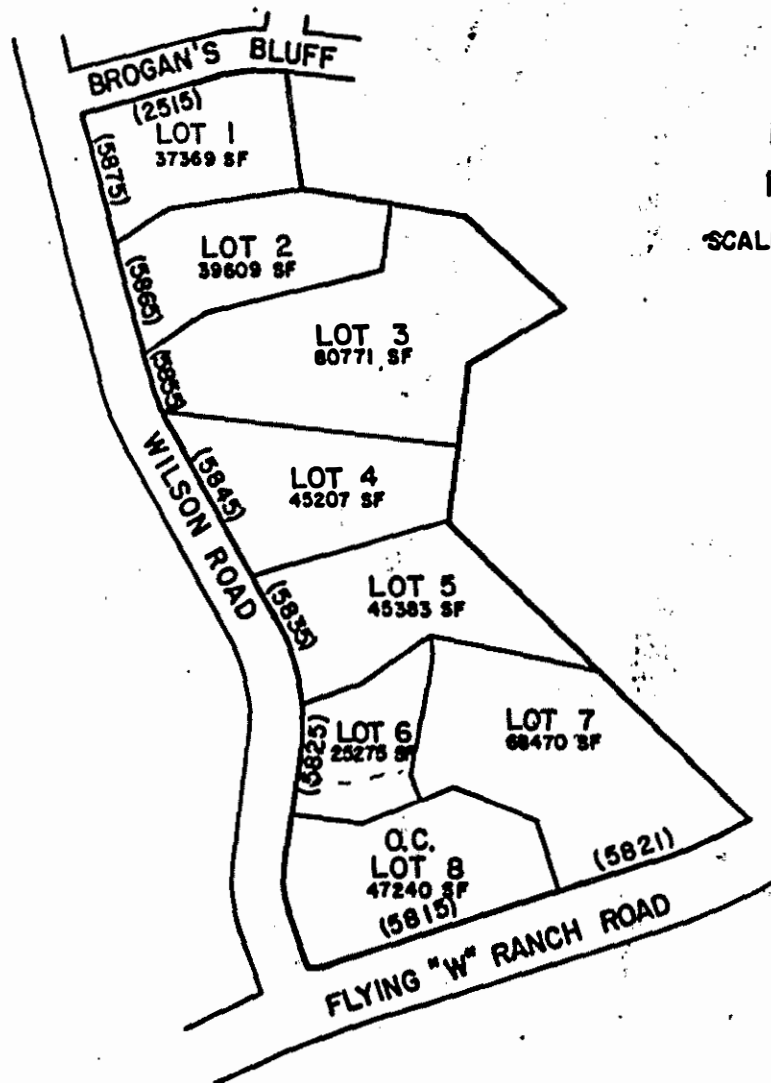 BROGAN'S BLUFF
(2515)
LOT 1
37369 SF
(5875)
"SCAL
LOT 2
39609 SF
(5865)
LOT 3
80771 SF
(5855)
LOT 4
45207 SF
(5845)
WILSON ROAD
LOT 5
45383 SF
(5835)
LOT 6
25275 SF
(5825)
LOT 7
68470 SF
(5821)
O.C.
LOT 8
47240 SF
(5815)
FLYING "W" RANCH ROAD